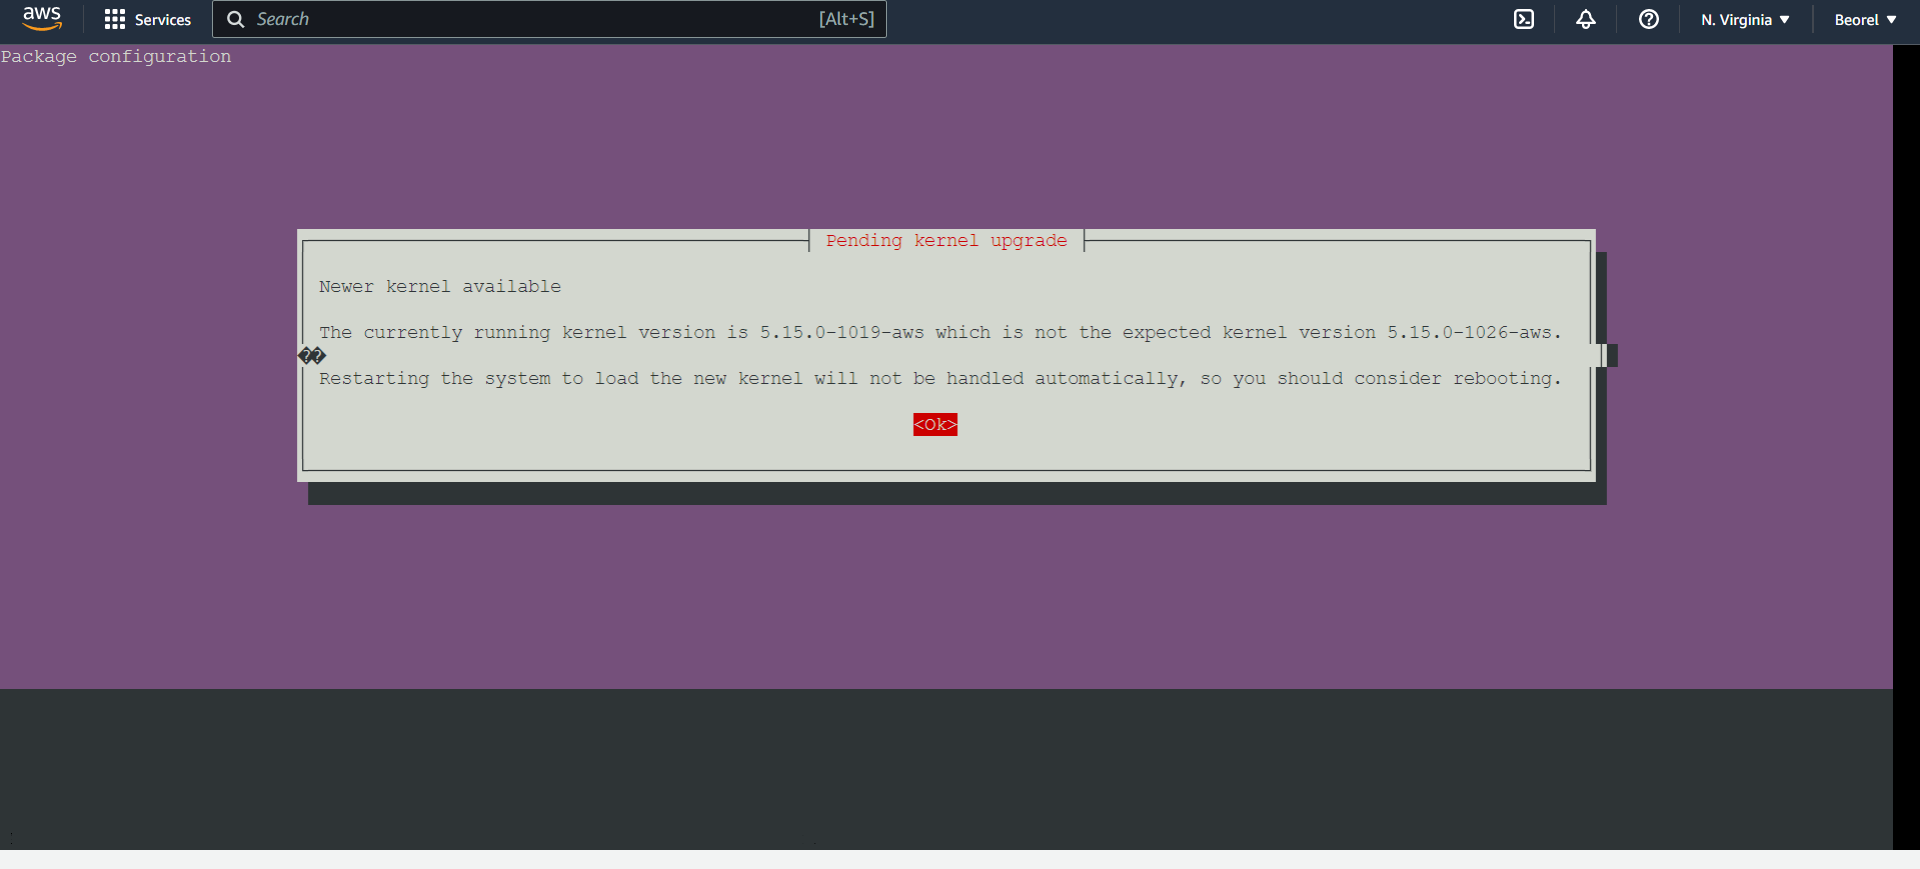 aws Services Search [Alt+S] N. Virginia Beorel
Package configuration
Pending kernel upgrade
Newer kernel available
The currently running kernel version is 5.15.0-1019-aws which is not the expected kernel version 5.15.0-1026-aws.
��
Restarting the system to load the new kernel will not be handled automatically, so you should consider rebooting.
<Ok>